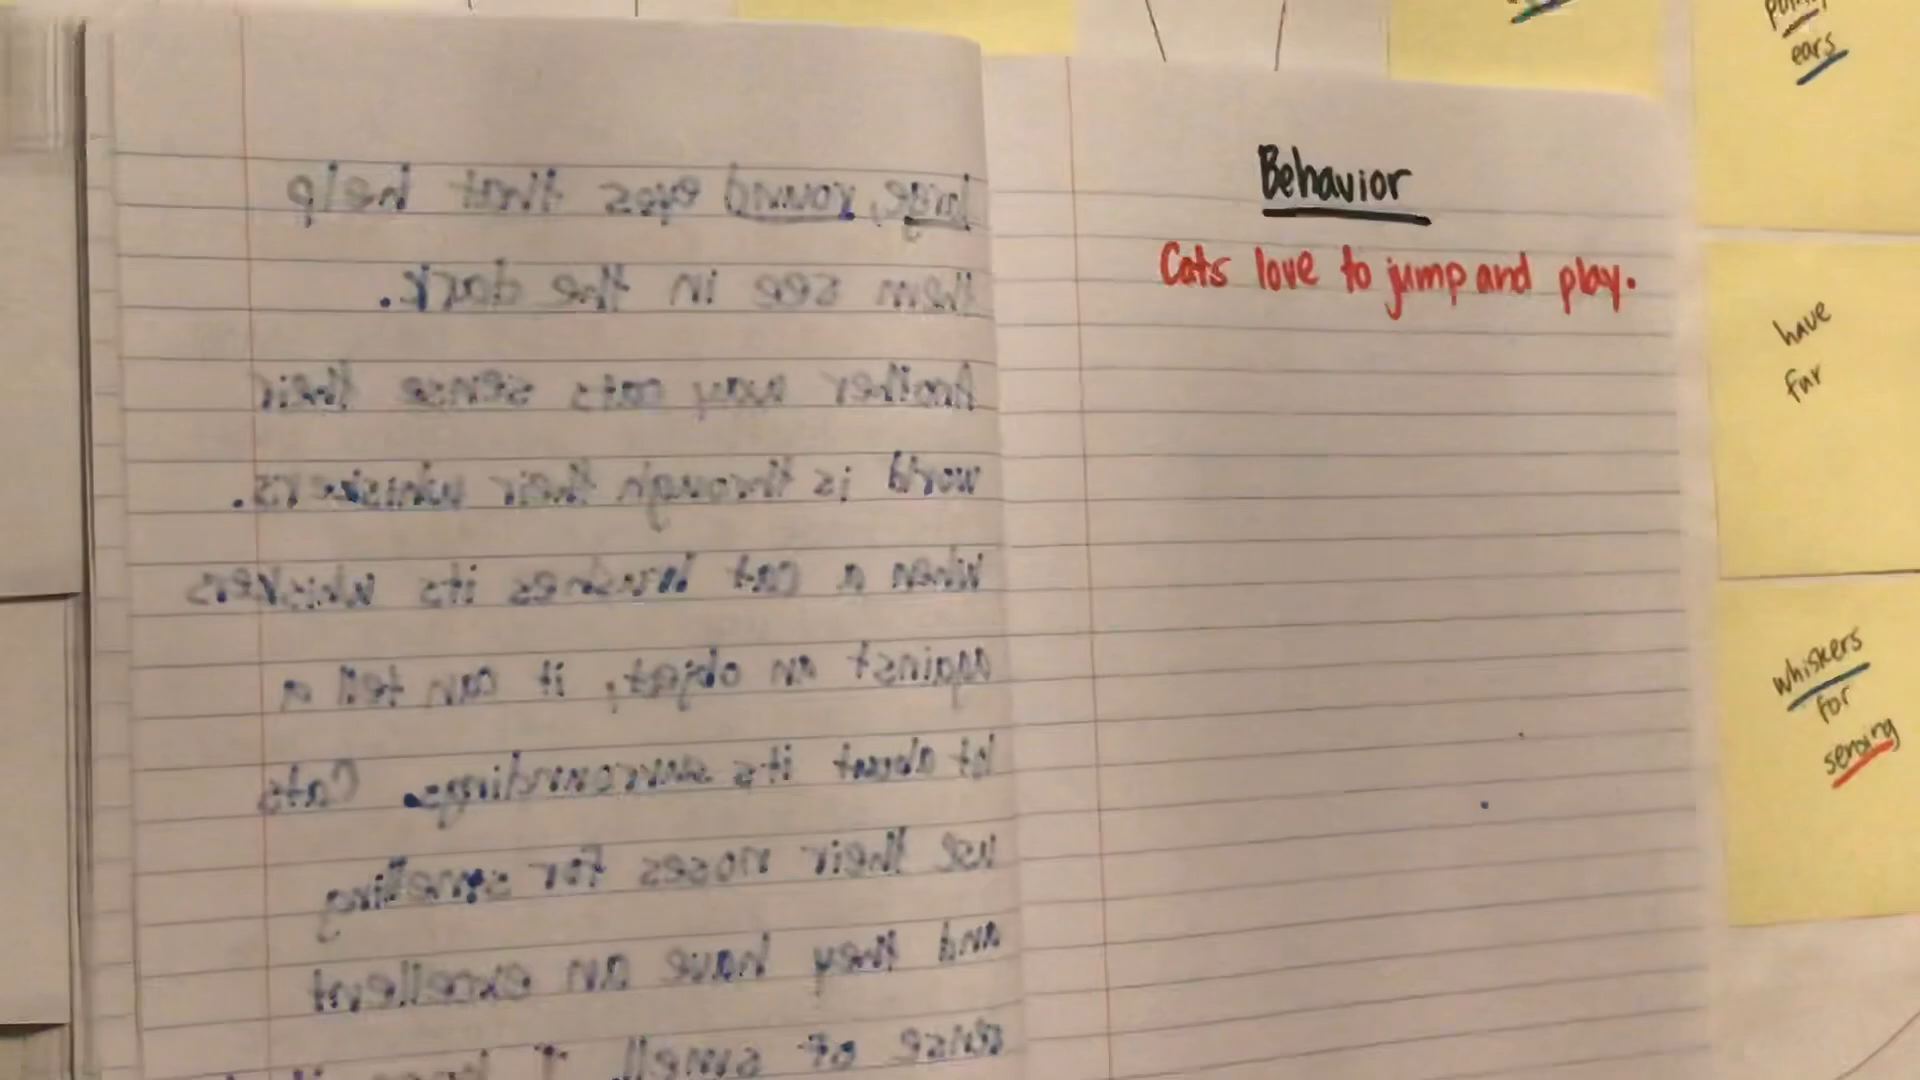 large, round eyes that help
them see in the dark.
Another way cats sense their
world is through their whiskers.
When a cat brushes its whiskers
against an object, it can tell a
lot about its surroundings. Cats
use their noses for smelling
and they have an excellent
sense of smell.
Behavior
Cats love to jump and play.
ears
have
fur
whiskers
for
sensing